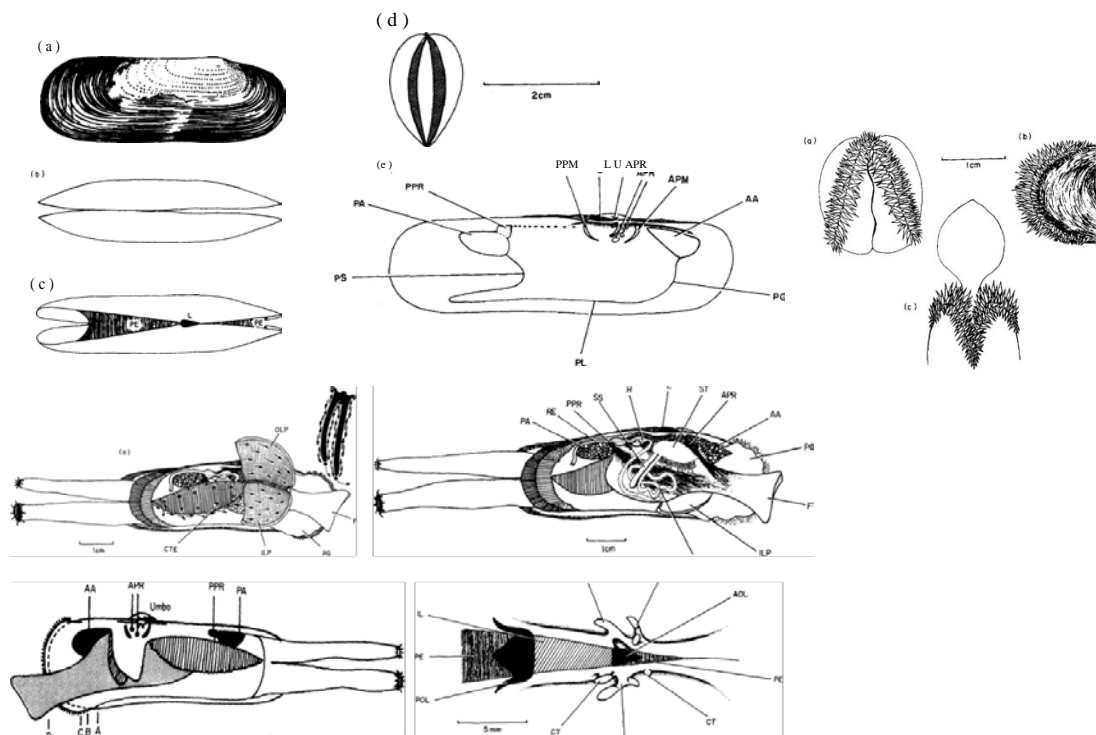 (d)
(a)
2cm
(b)
(e)
PPM
L U APR
APR
APM
PPR
PA
AA
PS
PG
PL
(c)
L
PE
PE
(a)
1cm
(b)
(c)
OLP
(a)
1cm
CTE
ILP
PG
PA
RE
PPR
SS
ST
APR
AA
1cm
ILP
AA
APR
Umbo
PPR
PA
C B A
IL
PE
POL
AOL
5mm
CT
CT